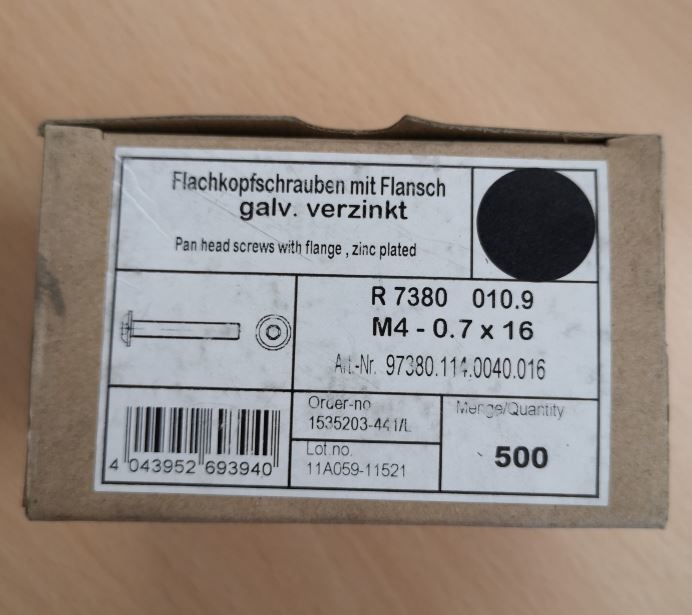 Flachkopfschrauben mit Flansch
galv. verzinkt
Pan head screws with flange , zinc plated
R 7380 010.9
M4 - 0.7 x 16
Art.-Nr. 97380.114.0040.016
Order-no
1535203-441/L
Menge/Quantity
500
Lot.no.
11A059-11521
4 043952 693940